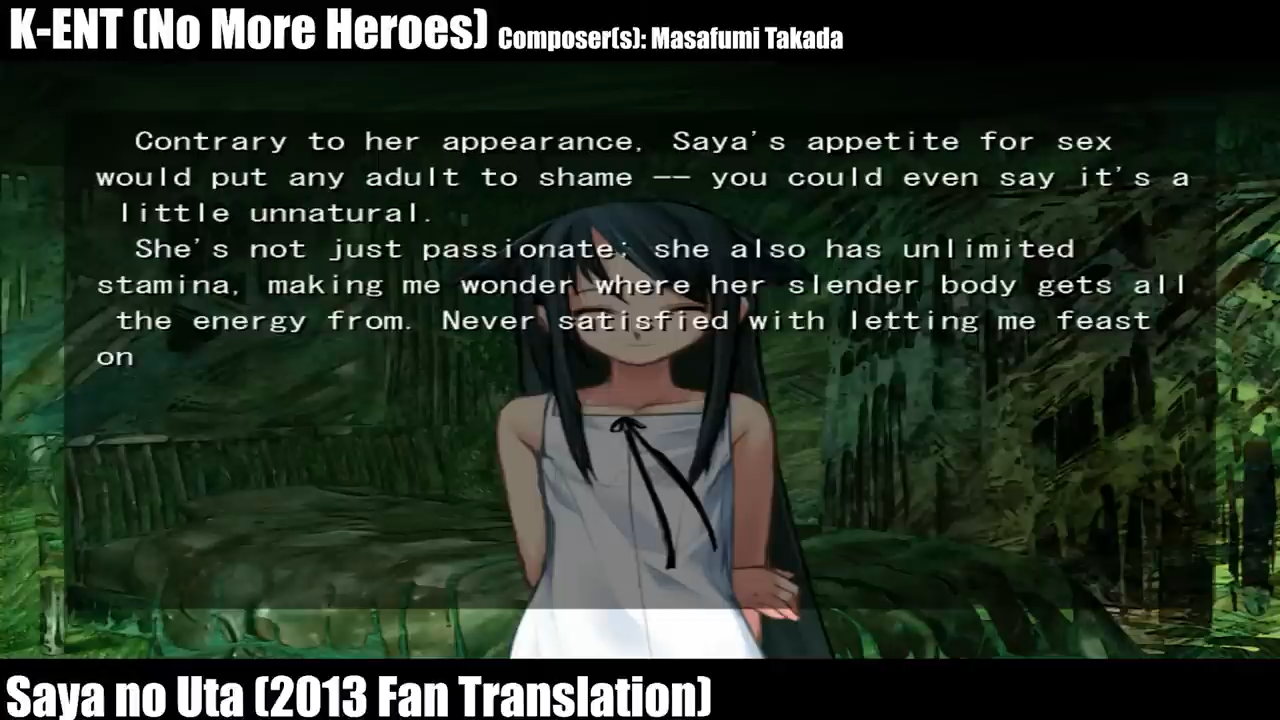 K-ENT (No More Heroes) Composer(s): Masafumi Takada
Contrary to her appearance, Saya's appetite for sex
would put any adult to shame -- you could even say it's a
little unnatural.
She's not just passionate; she also has unlimited
stamina, making me wonder where her slender body gets all
the energy from. Never satisfied with letting me feast
on
Saya no Uta (2013 Fan Translation)